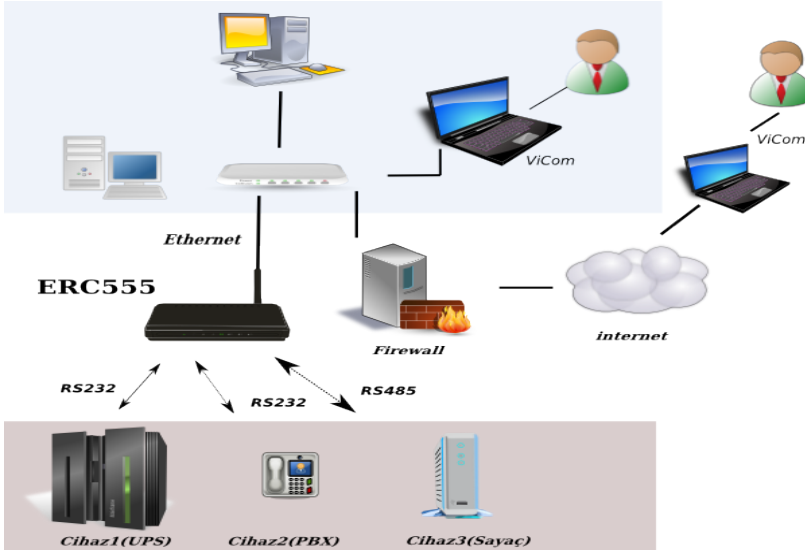 ViCom
ViCom
Ethernet
ERC555
Firewall
internet
RS232
RS232
RS485
Cihaz1(UPS)
Cihaz2(PBX)
Cihaz3(Sayaç)